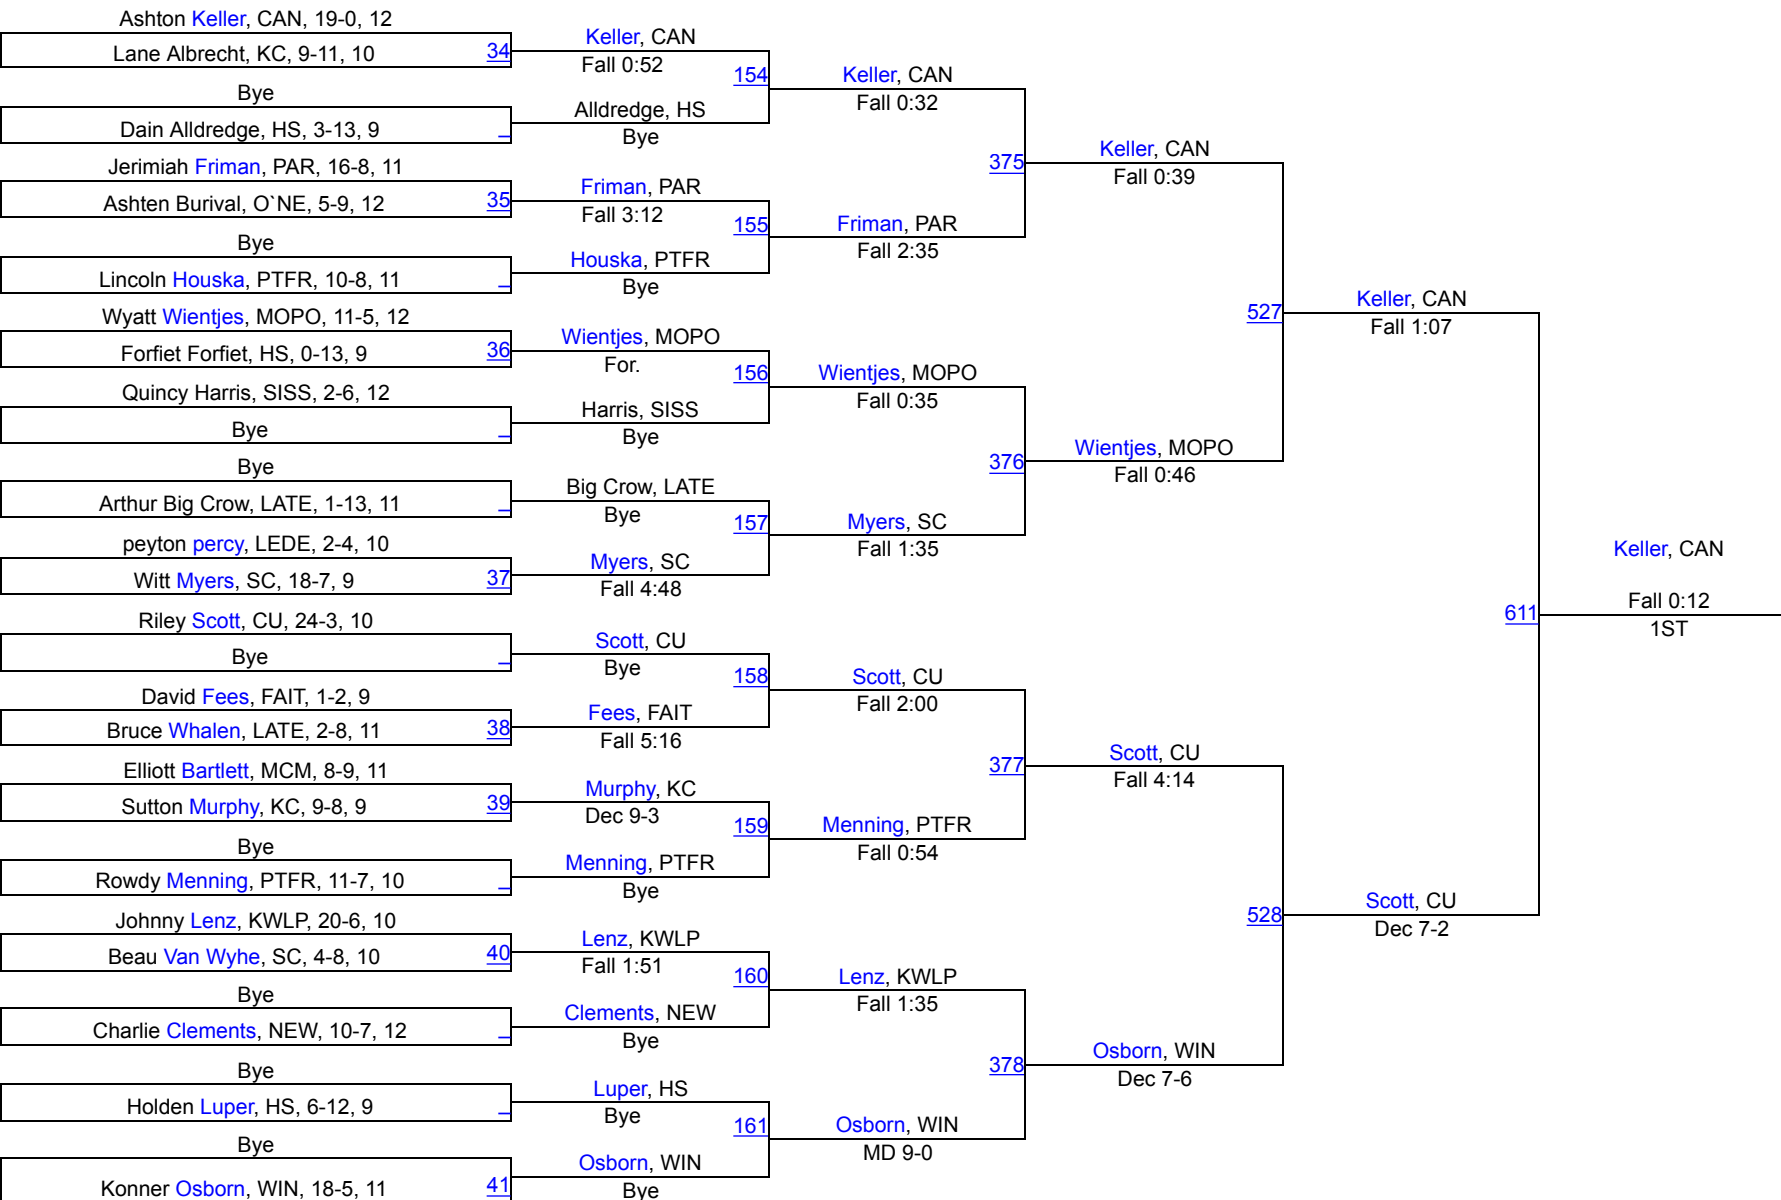 Ashton Keller, CAN, 19-0, 12
Lane Albrecht, KC, 9-11, 10
34
Bye
Dain Alldredge, HS, 3-13, 9
Jerimiah Friman, PAR, 16-8, 11
Ashten Burival, O`NE, 5-9, 12
35
Bye
Lincoln Houska, PTFR, 10-8, 11
Wyatt Wientjes, MOPO, 11-5, 12
Forfiet Forfiet, HS, 0-13, 9
36
Quincy Harris, SISS, 2-6, 12
Bye
Bye
Arthur Big Crow, LATE, 1-13, 11
peyton percy, LEDE, 2-4, 10
Witt Myers, SC, 18-7, 9
37
Riley Scott, CU, 24-3, 10
Bye
David Fees, FAIT, 1-2, 9
Bruce Whalen, LATE, 2-8, 11
38
Elliott Bartlett, MCM, 8-9, 11
Sutton Murphy, KC, 9-8, 9
39
Bye
Rowdy Menning, PTFR, 11-7, 10
Johnny Lenz, KWLP, 20-6, 10
Beau Van Wyhe, SC, 4-8, 10
40
Bye
Charlie Clements, NEW, 10-7, 12
Bye
Holden Luper, HS, 6-12, 9
Bye
Konner Osborn, WIN, 18-5, 11
41
Keller, CAN
Fall 0:52
154
Alldredge, HS
Bye
Friman, PAR
Fall 3:12
155
Houska, PTFR
Bye
Wientjes, MOPO
For.
156
Harris, SISS
Bye
Big Crow, LATE
Bye
157
Myers, SC
Fall 4:48
Scott, CU
Bye
158
Fees, FAIT
Fall 5:16
Murphy, KC
Dec 9-3
159
Menning, PTFR
Bye
Lenz, KWLP
Fall 1:51
160
Clements, NEW
Bye
Luper, HS
Bye
161
Osborn, WIN
Bye
Keller, CAN
Fall 0:32
375
Friman, PAR
Fall 2:35
Wientjes, MOPO
Fall 0:35
376
Myers, SC
Fall 1:35
Scott, CU
Fall 2:00
377
Menning, PTFR
Fall 0:54
Lenz, KWLP
Fall 1:35
378
Osborn, WIN
MD 9-0
Keller, CAN
Fall 0:39
527
Wientjes, MOPO
Fall 0:46
Scott, CU
Fall 4:14
528
Osborn, WIN
Dec 7-6
Keller, CAN
Fall 1:07
611
Scott, CU
Dec 7-2
Keller, CAN
Fall 0:12
1ST